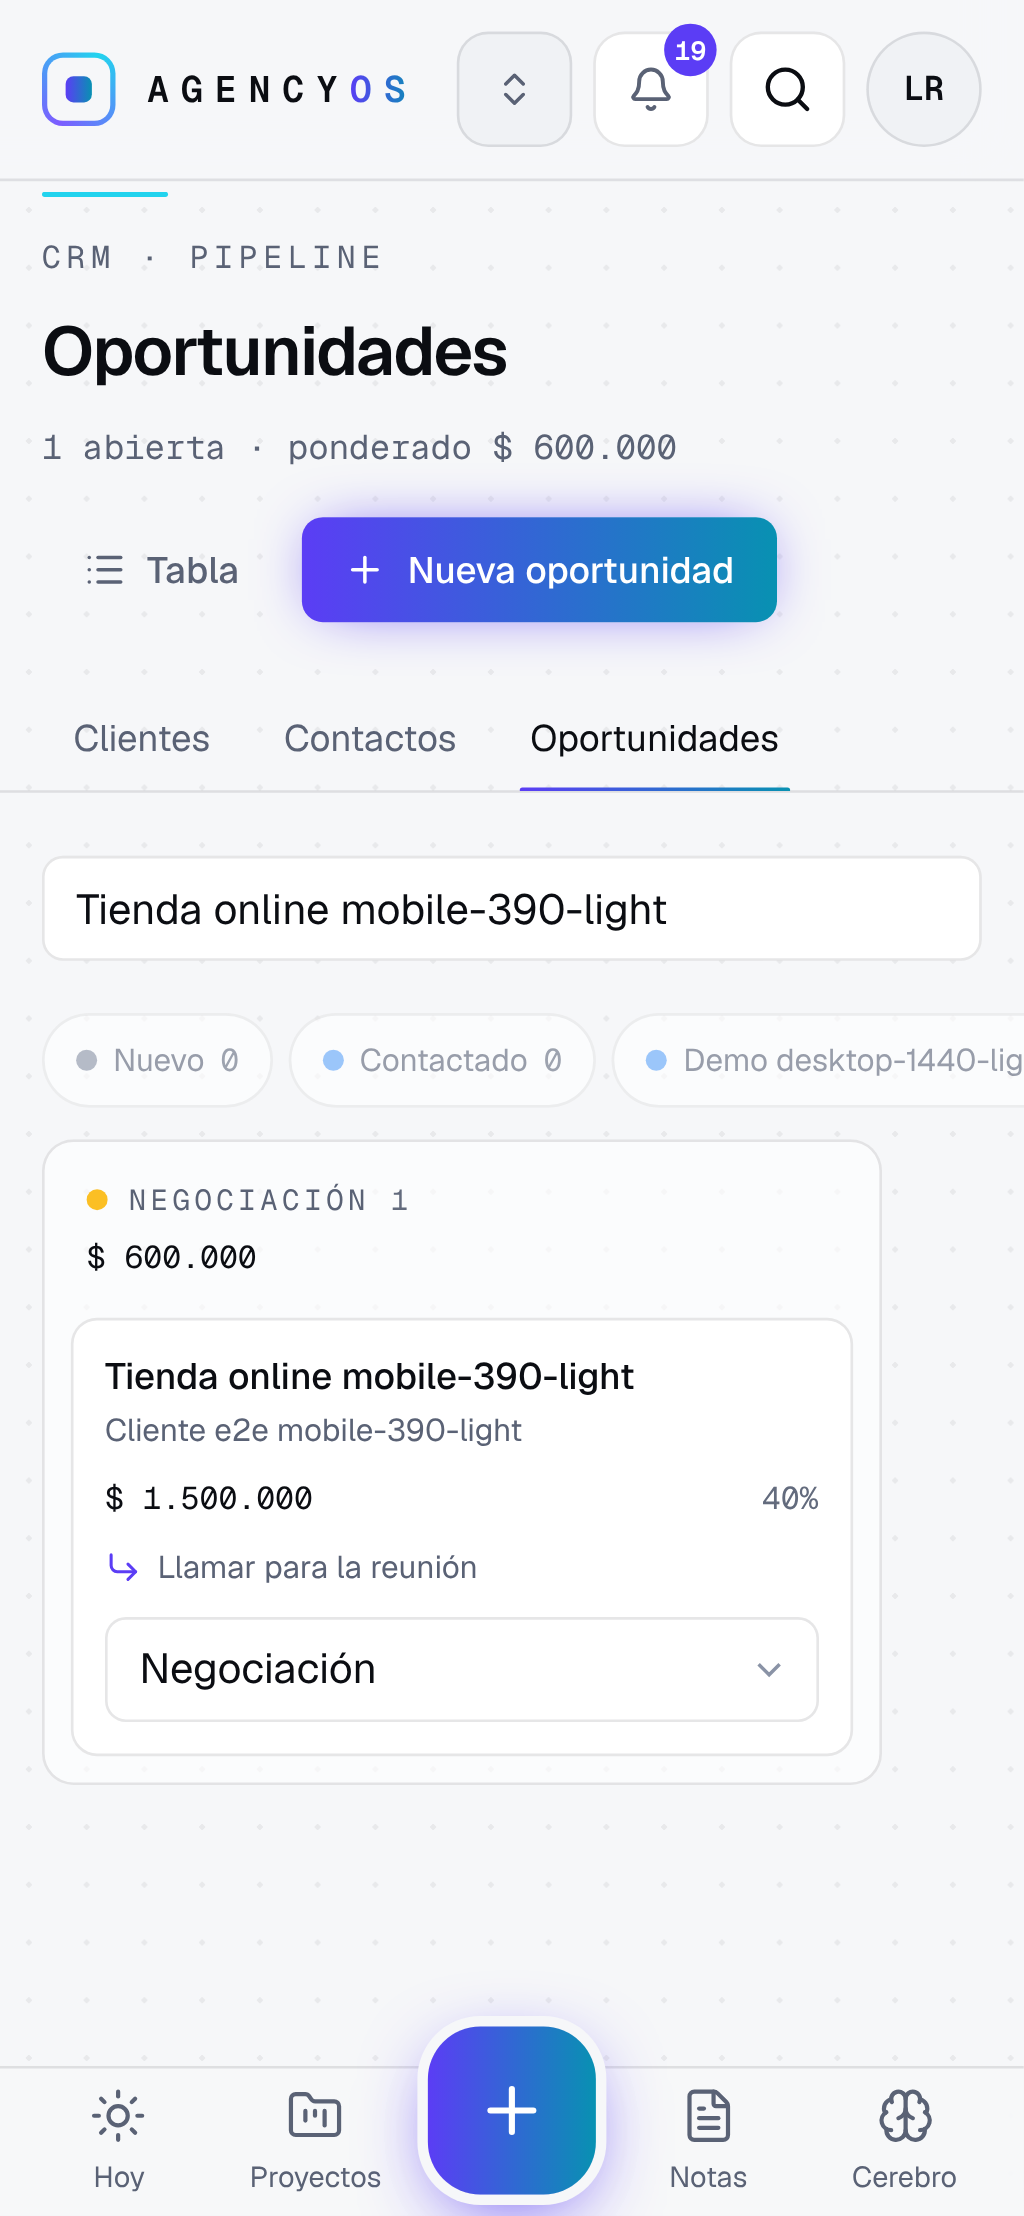 AGENCYOS
19
LR
CRM · PIPELINE
Oportunidades
1 abierta · ponderado $ 600.000
Tabla
+ Nueva oportunidad
Clientes Contactos Oportunidades
Tienda online mobile-390-light
Nuevo 0 Contactado 0 Demo desktop-1440-lig
NEGOCIACIÓN 1
$ 600.000
Tienda online mobile-390-light
Cliente e2e mobile-390-light
$ 1.500.000 40%
Llamar para la reunión
Negociación
Hoy Proyectos Notas Cerebro